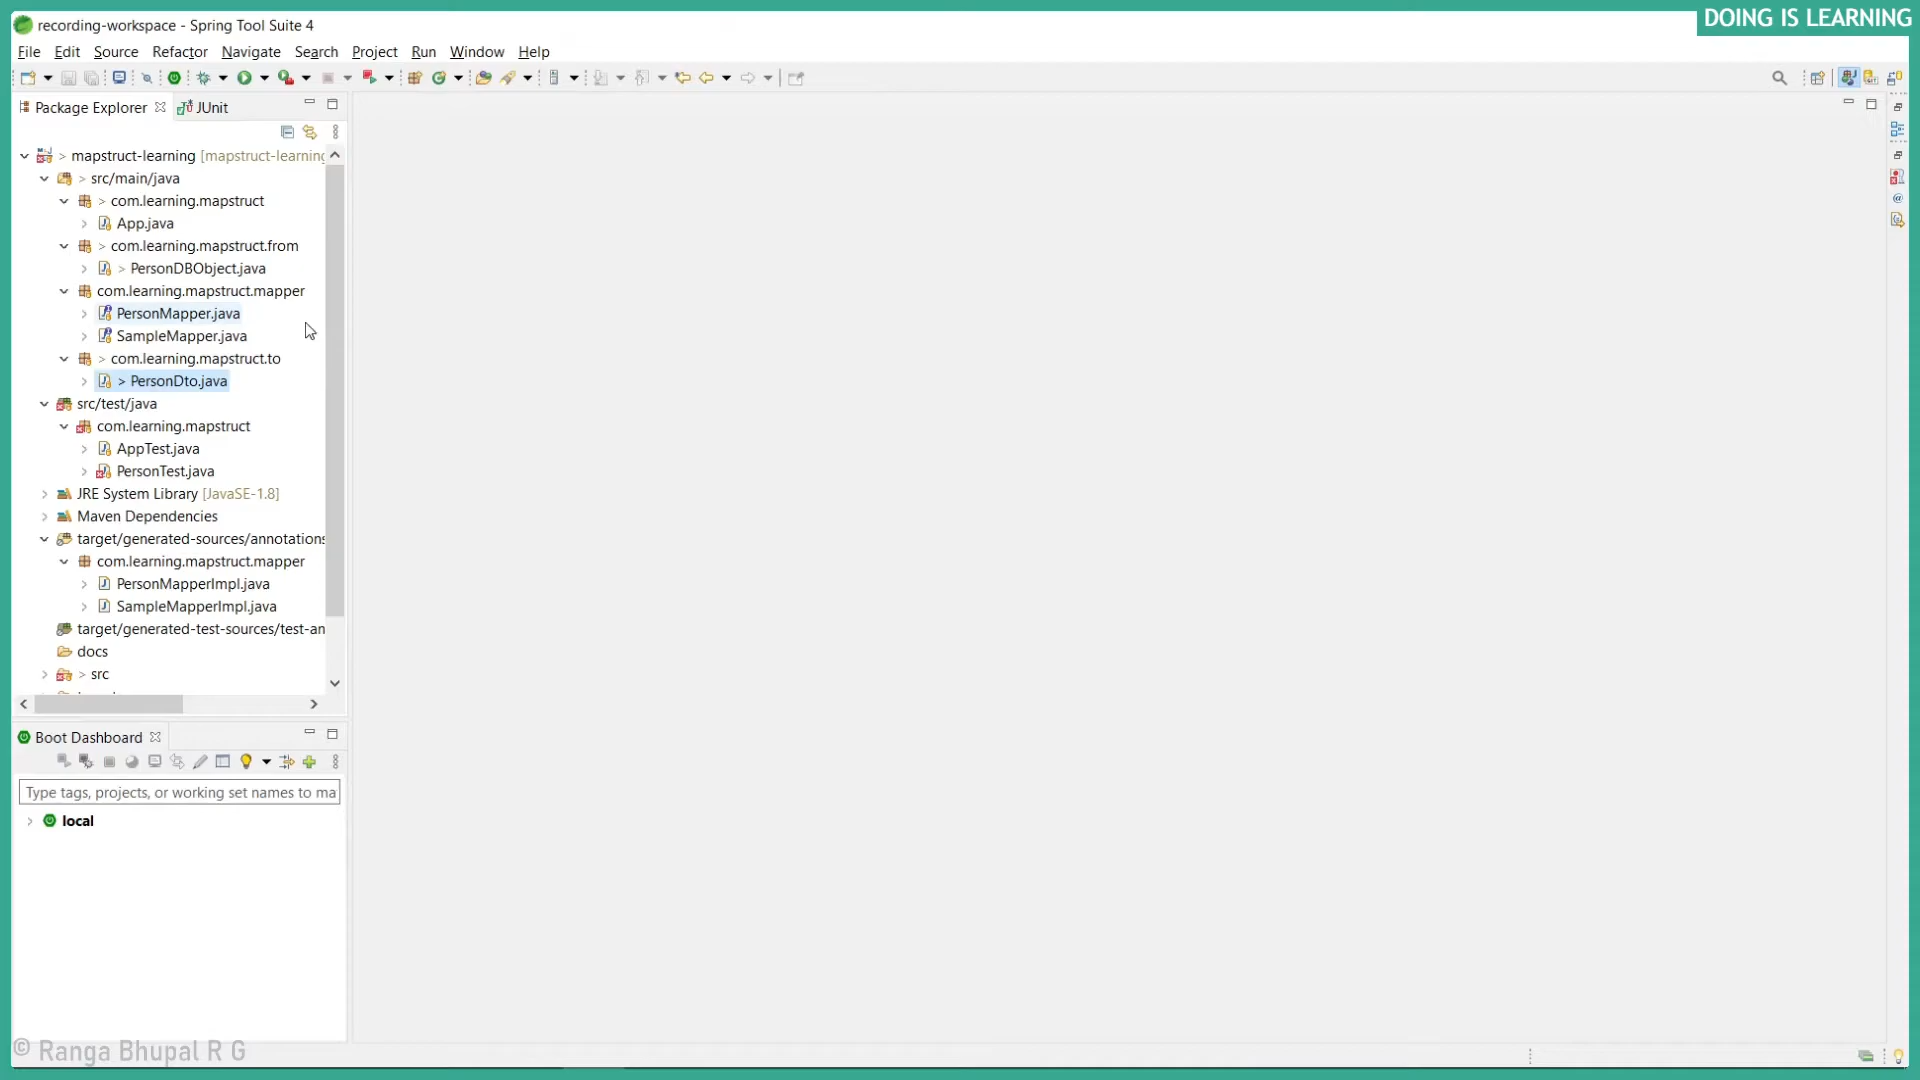 recording-workspace - Spring Tool Suite 4
DOING IS LEARNING
File Edit Source Refactor Navigate Search Project Run Window Help
Package Explorer JUnit
> mapstruct-learning [mapstruct-learning
> src/main/java
> com.learning.mapstruct
App.java
> com.learning.mapstruct.from
> PersonDBObject.java
com.learning.mapstruct.mapper
PersonMapper.java
SampleMapper.java
> com.learning.mapstruct.to
> PersonDto.java
src/test/java
com.learning.mapstruct
AppTest.java
PersonTest.java
JRE System Library [JavaSE-1.8]
Maven Dependencies
target/generated-sources/annotations
com.learning.mapstruct.mapper
PersonMapperImpl.java
SampleMapperImpl.java
target/generated-test-sources/test-an
docs
> src
Boot Dashboard
Type tags, projects, or working set names to ma
local
© Ranga Bhupal R G